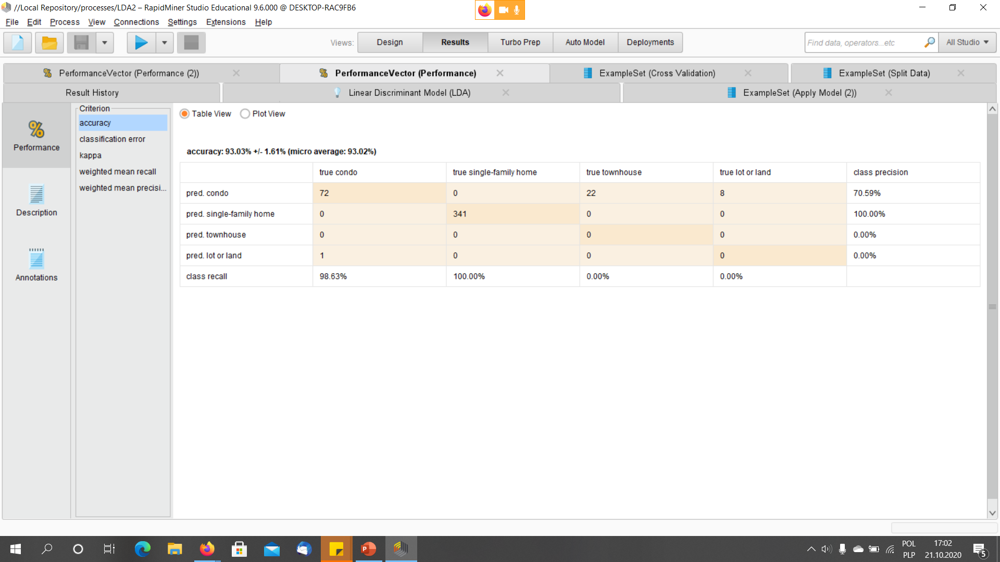 //Local Repository/processes/LDA2 – RapidMiner Studio Educational 9.6.000 @ DESKTOP-RAC9FB6
File Edit Process View Connections Settings Extensions Help
Views: Design Results Turbo Prep Auto Model Deployments Find data, operators...etc All Studio
PerformanceVector (Performance (2)) PerformanceVector (Performance) ExampleSet (Cross Validation) ExampleSet (Split Data)
Result History Linear Discriminant Model (LDA) ExampleSet (Apply Model (2))
Performance
Description
Annotations
Criterion
accuracy
classification error
kappa
weighted mean recall
weighted mean precisi...
Table View Plot View
accuracy: 93.03% +/- 1.61% (micro average: 93.02%)
true condo true single-family home true townhouse true lot or land class precision
pred. condo 72 0 22 8 70.59%
pred. single-family home 0 341 0 0 100.00%
pred. townhouse 0 0 0 0 0.00%
pred. lot or land 1 0 0 0 0.00%
class recall 98.63% 100.00% 0.00% 0.00%
POL 17:02
PLP 21.10.2020 5